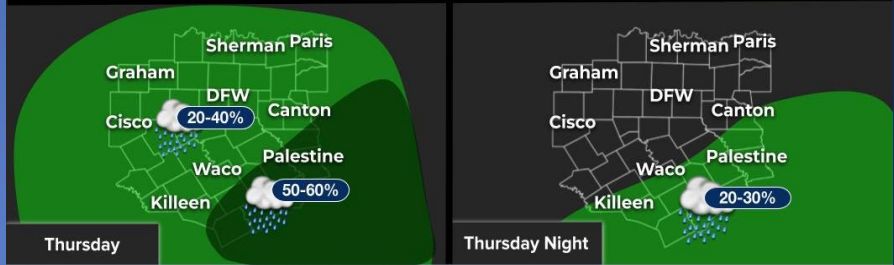 Sherman Paris
Graham
DFW
20-40%
Canton
Cisco
Palestine
Waco
50-60%
Killeen
Thursday
Sherman Paris
Graham
DFW
Canton
Cisco
Palestine
Waco
20-30%
Killeen
Thursday Night